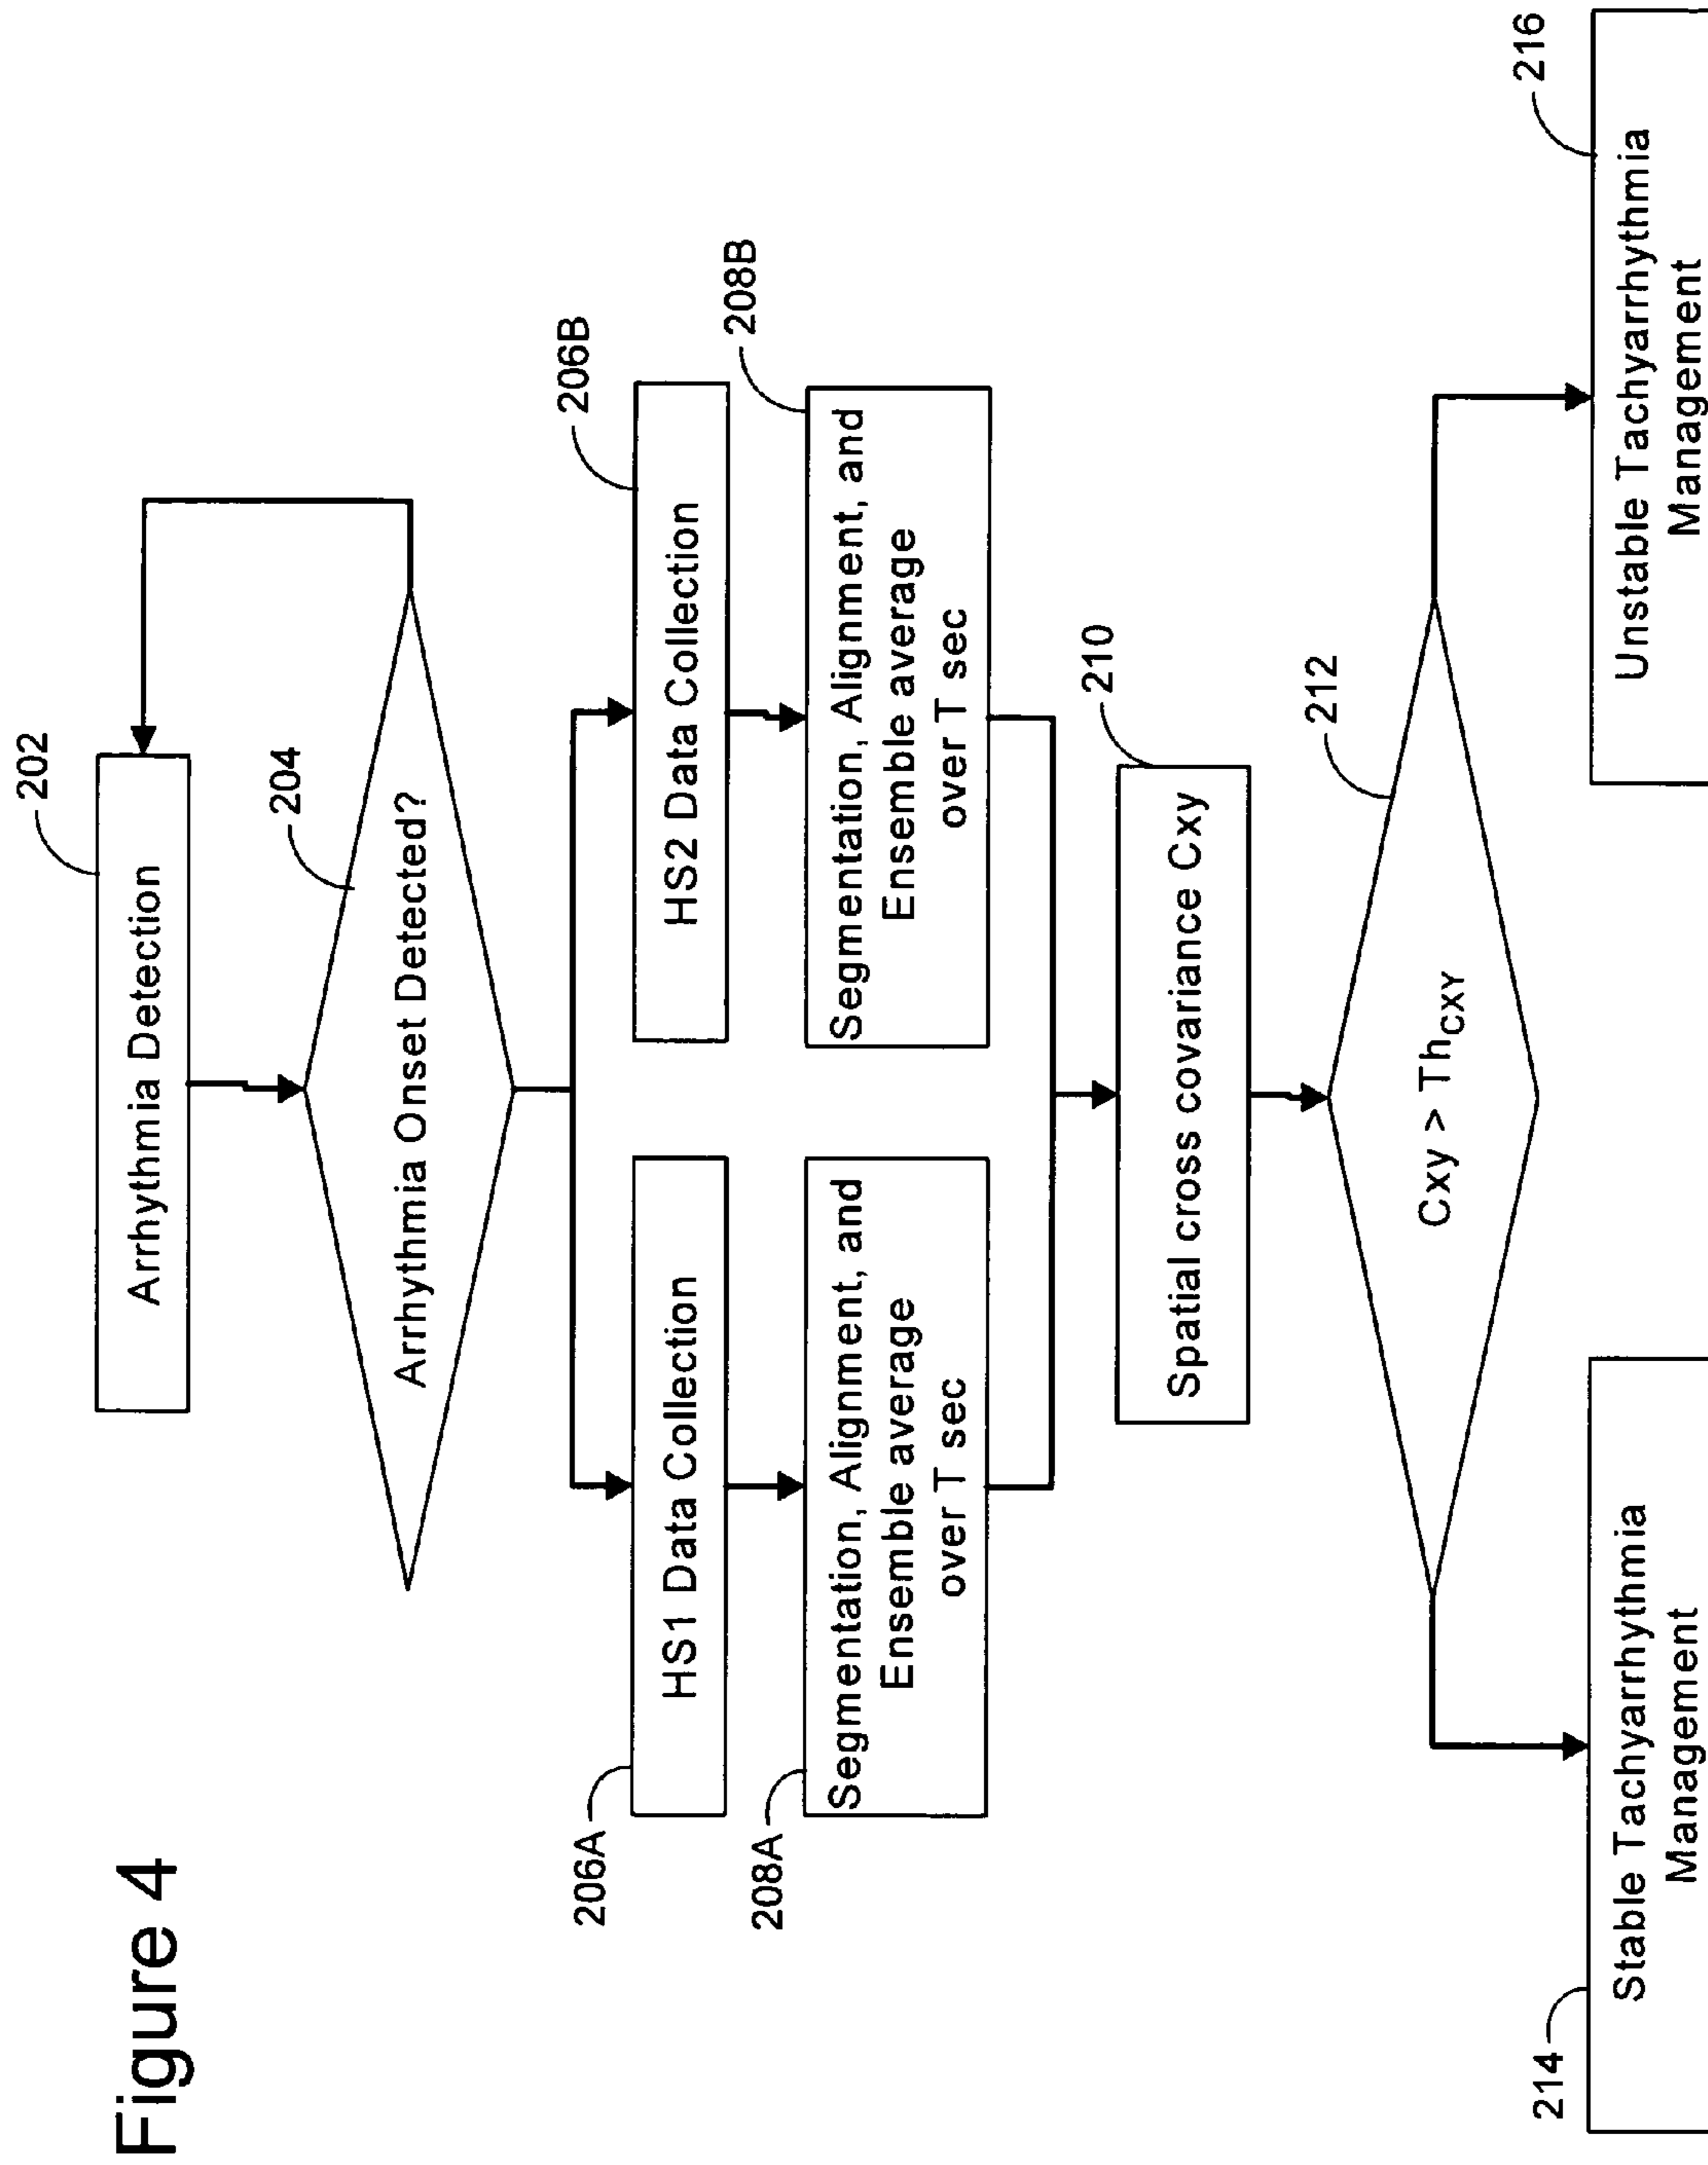 Figure 4
202
Arrhythmia Detection
204
Arrhythmia Onset Detected?
206A
HS1 Data Collection
206B
HS2 Data Collection
208A
Segmentation, Alignment, and
Ensemble average
over T sec
208B
Segmentation, Alignment, and
Ensemble average
over T sec
210
Spatial cross covariance Cxy
212
Cxy > ThCXY
214
Stable Tachyarrhythmia
Management
216
Unstable Tachyarrhythmia
Management